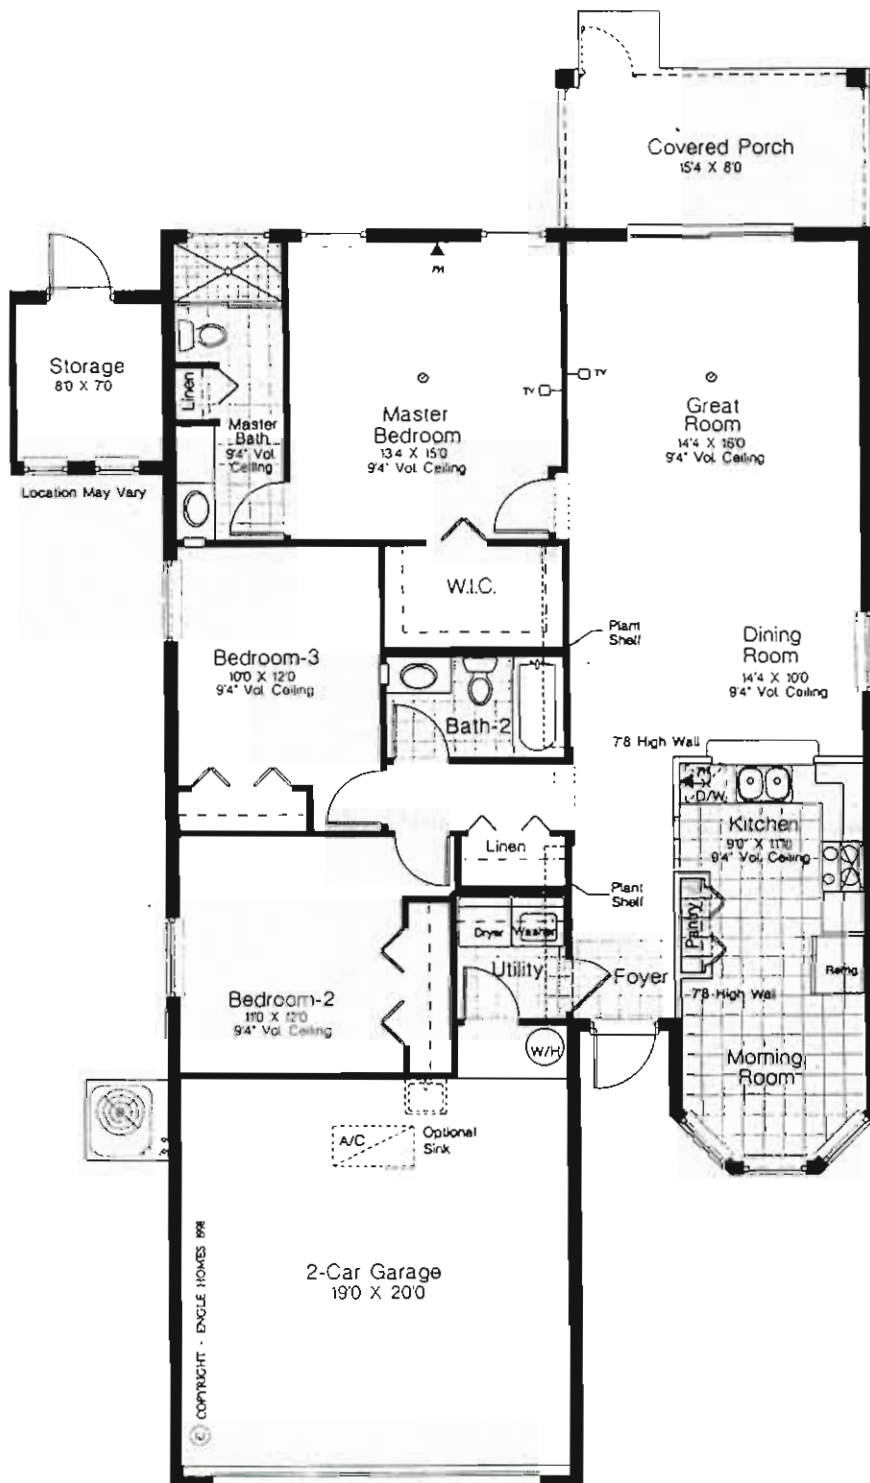 Covered Porch
15'4 X 8'0
Storage
8'0 X 7'0
Location May Vary
Linen
Master
Bath
9'4" Vol.
Ceiling
Master
Bedroom
13'4 X 15'0
9'4" Vol. Ceiling
TV
TV
Great
Room
14'4 X 16'0
9'4" Vol. Ceiling
W.I.C.
Plant
Shelf
Dining
Room
14'4 X 10'0
9'4" Vol. Ceiling
Bedroom-3
10'0 X 12'0
9'4" Vol. Ceiling
Bath-2
7'8 High Wall
D/W
Kitchen
9'0" X 11'0
9'4" Vol. Ceiling
Linen
Plant
Shelf
Pantry
Dryer
Washer
Utility
Foyer
Refrig
7'8 High Wall
Bedroom-2
11'0 X 12'0
9'4" Vol. Ceiling
W/H
Morning
Room
A/C
Optional
Sink
2-Car Garage
19'0 X 20'0
© COPYRIGHT - ENGLE HOMES 1998